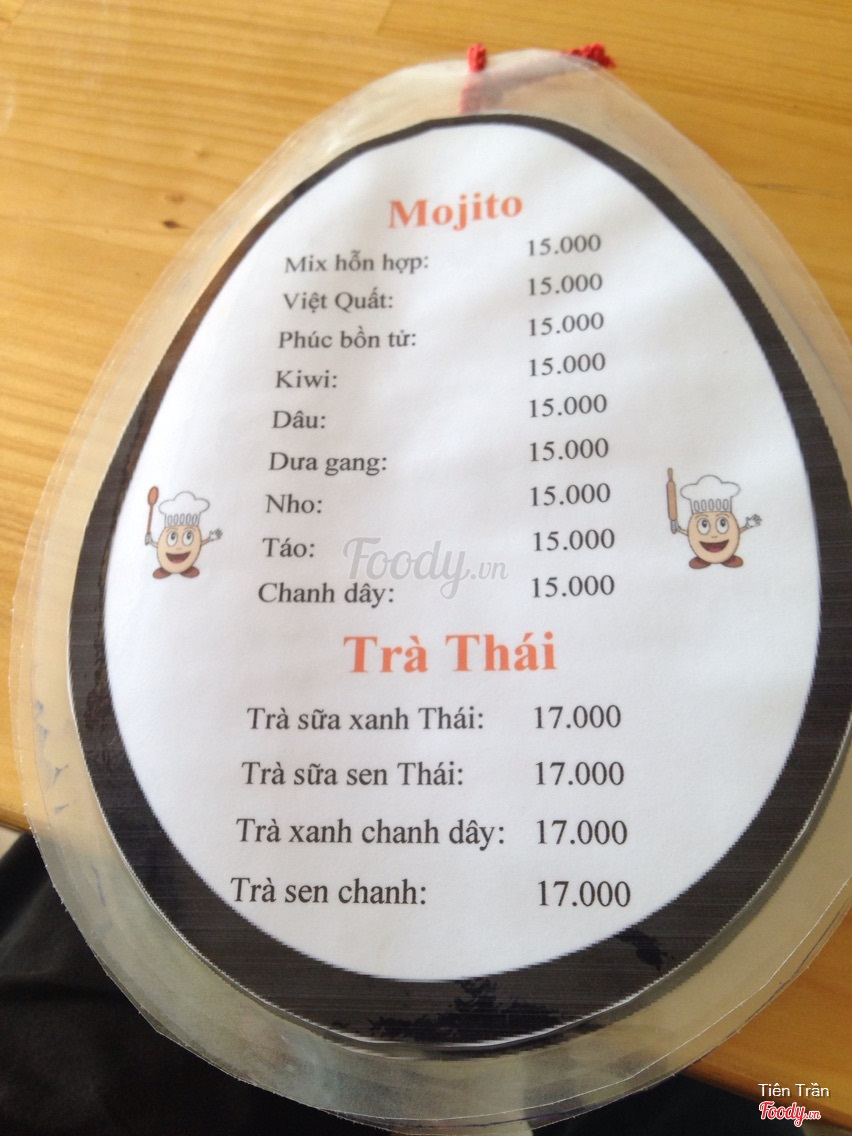 Mojito
Mix hỗn hợp: 15.000
Việt Quất: 15.000
Phúc bồn tử: 15.000
Kiwi: 15.000
Dâu: 15.000
Dưa gang: 15.000
Nho: 15.000
Táo: 15.000
Chanh dây: 15.000
Foody.vn
Trà Thái
Trà sữa xanh Thái: 17.000
Trà sữa sen Thái: 17.000
Trà xanh chanh dây: 17.000
Trà sen chanh: 17.000
Tiên Trần
Foody.vn